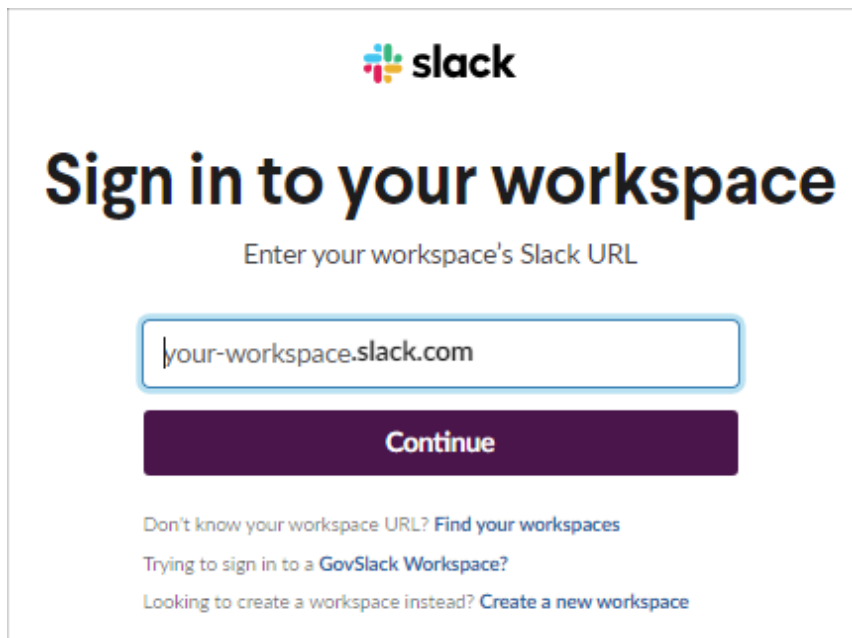 slack
Sign in to your workspace
Enter your workspace's Slack URL
your-workspace.slack.com
Continue
Don't know your workspace URL? Find your workspaces
Trying to sign in to a GovSlack Workspace?
Looking to create a workspace instead? Create a new workspace